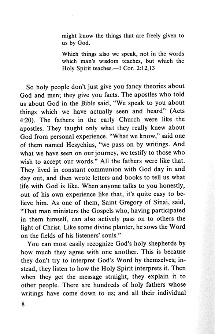 might know the things that are freely given to
us by God.
Which things also we speak, not in the words
which man's wisdom teaches, but which the
Holy Spirit teaches.—I Cor. 2:12,13
So holy people don't just give you fancy theories about
God and men; they give you facts. The apostles who told
us about God in the Bible said, "We speak to you about
things which we have actually seen and heard" (Acts
4:20). The fathers in the early Church were like the
apostles. They taught only what they really knew about
God from personal experience. "What we know," said one
of them named Hesychius, "we pass on by writings. And
what we have seen on our journey, we testify to those who
wish to accept our words." All the fathers were like that.
They lived in constant communion with God day in and
day out, and then wrote letters and books to tell us what
life with God is like. When anyone talks to you honestly,
out of his own experience like that, it's quite easy to be-
lieve him. As one of them, Saint Gregory of Sinai, said,
"That man ministers the Gospels who, having participated
in them himself, can also actively pass on to others the
light of Christ. Like some divine planter, he sows the Word
on the fields of his listeners' souls."
You can most easily recognize God's holy shepherds by
how much they agree with one another. This is because
they don't try to interpret God's Word by themselves; in-
stead, they listen to how the Holy Spirit interprets it. Then
when they get the message straight, they explain it to
other people. There are hundreds of holy fathers whose
writings have come down to us; and all their individual
8